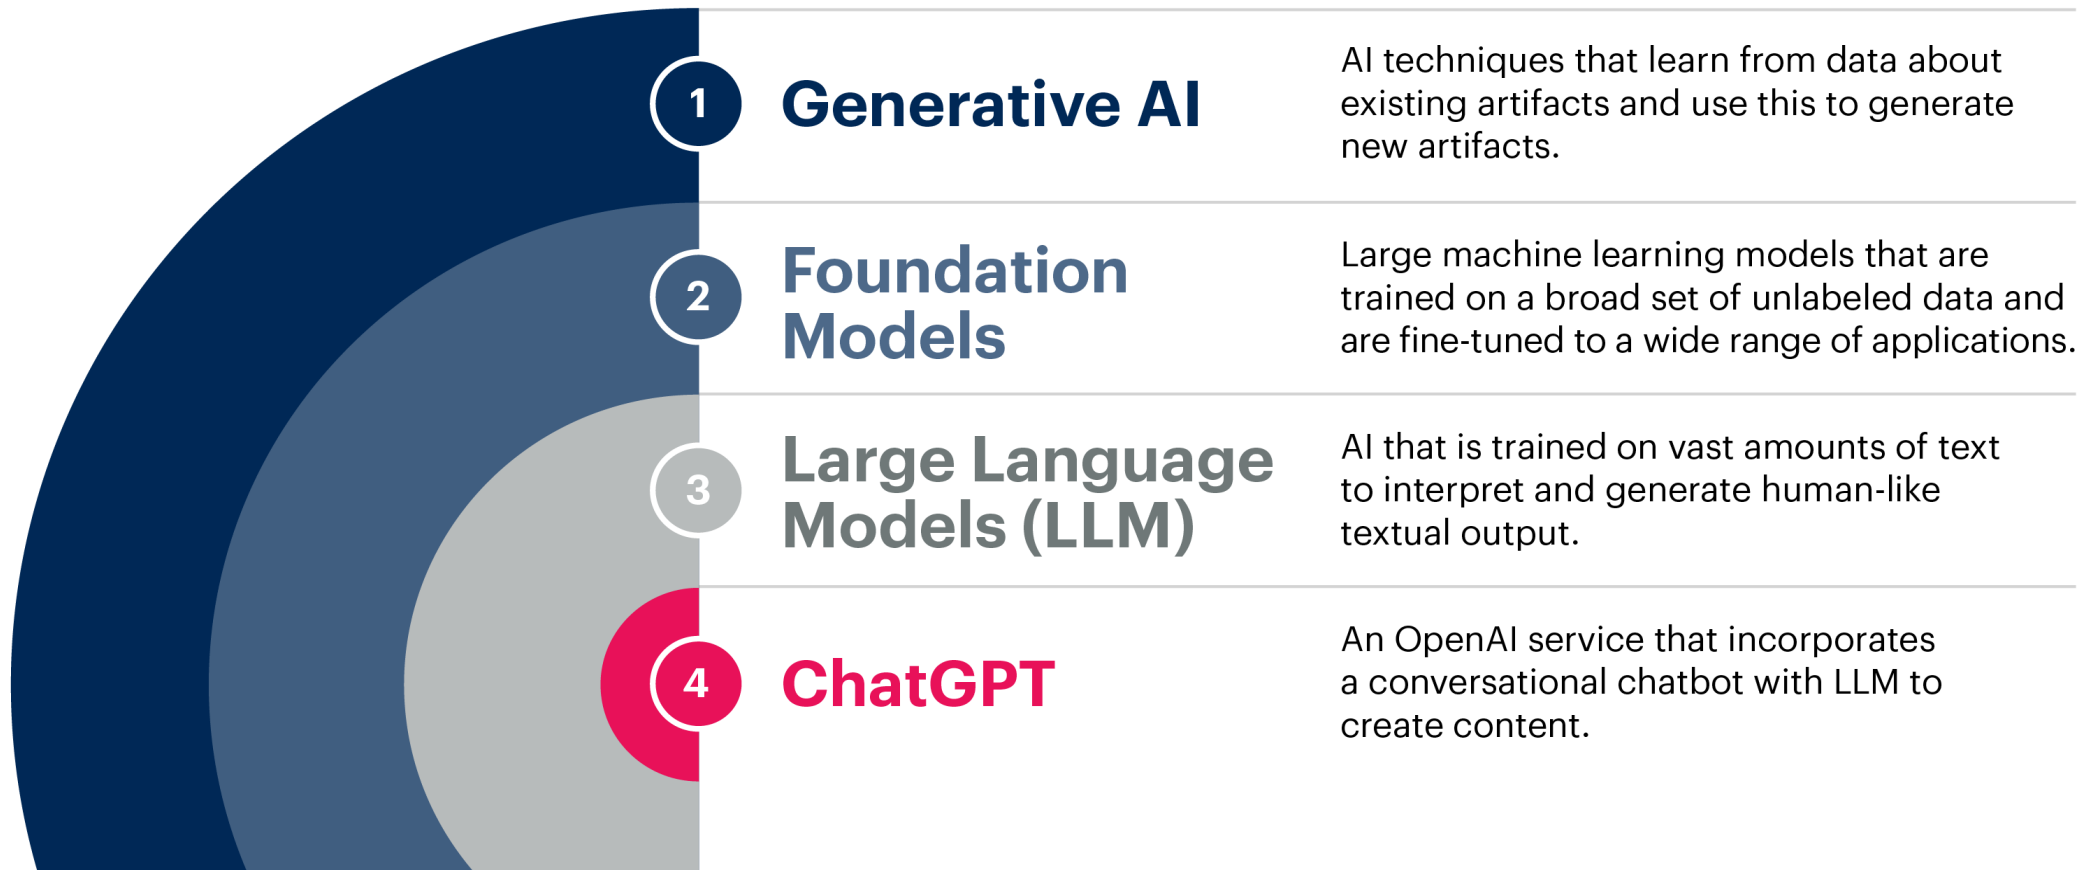 1
Generative AI
AI techniques that learn from data about
existing artifacts and use this to generate
new artifacts.
2
Foundation
Models
Large machine learning models that are
trained on a broad set of unlabeled data and
are fine-tuned to a wide range of applications.
3
Large Language
Models (LLM)
AI that is trained on vast amounts of text
to interpret and generate human-like
textual output.
4
ChatGPT
An OpenAI service that incorporates
a conversational chatbot with LLM to
create content.